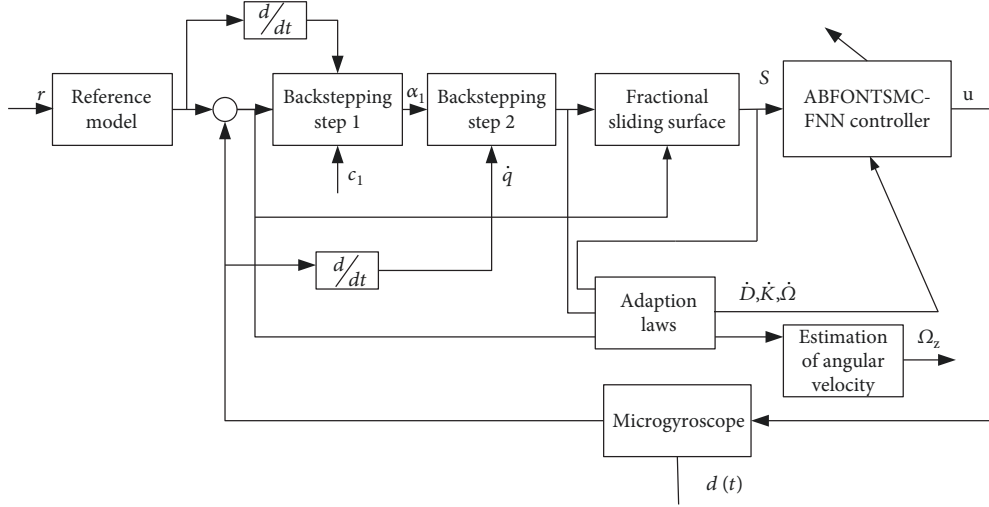 d/dt
r
Reference
model
Backstepping
step 1
α₁
Backstepping
step 2
Fractional
sliding surface
S
ABFONTSMC-
FNN controller
u
c₁
q̇
d/dt
Adaption
laws
Ḋ,K̇,Ω̇
Estimation
of angular
velocity
Ω_z
Microgyroscope
d (t)